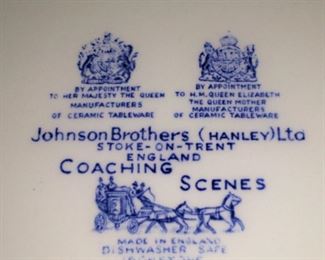 BY APPOINTMENT
TO HER MAJESTY THE QUEEN
MANUFACTURERS
OF CERAMIC TABLEWARE
BY APPOINTMENT
TO H.M. QUEEN ELIZABETH
THE QUEEN MOTHER
MANUFACTURERS
OF CERAMIC TABLEWARE
Johnson Brothers (HANLEY) Ltd
STOKE-ON-TRENT
ENGLAND
COACHING
SCENES
MADE IN ENGLAND
DISHWASHER SAFE